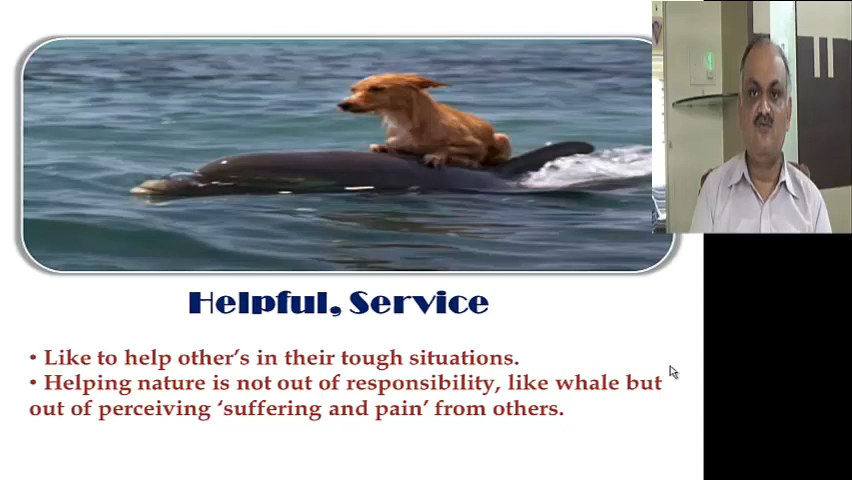 Helpful, Service
• Like to help other's in their tough situations.
• Helping nature is not out of responsibility, like whale but
out of perceiving ‘suffering and pain’ from others.